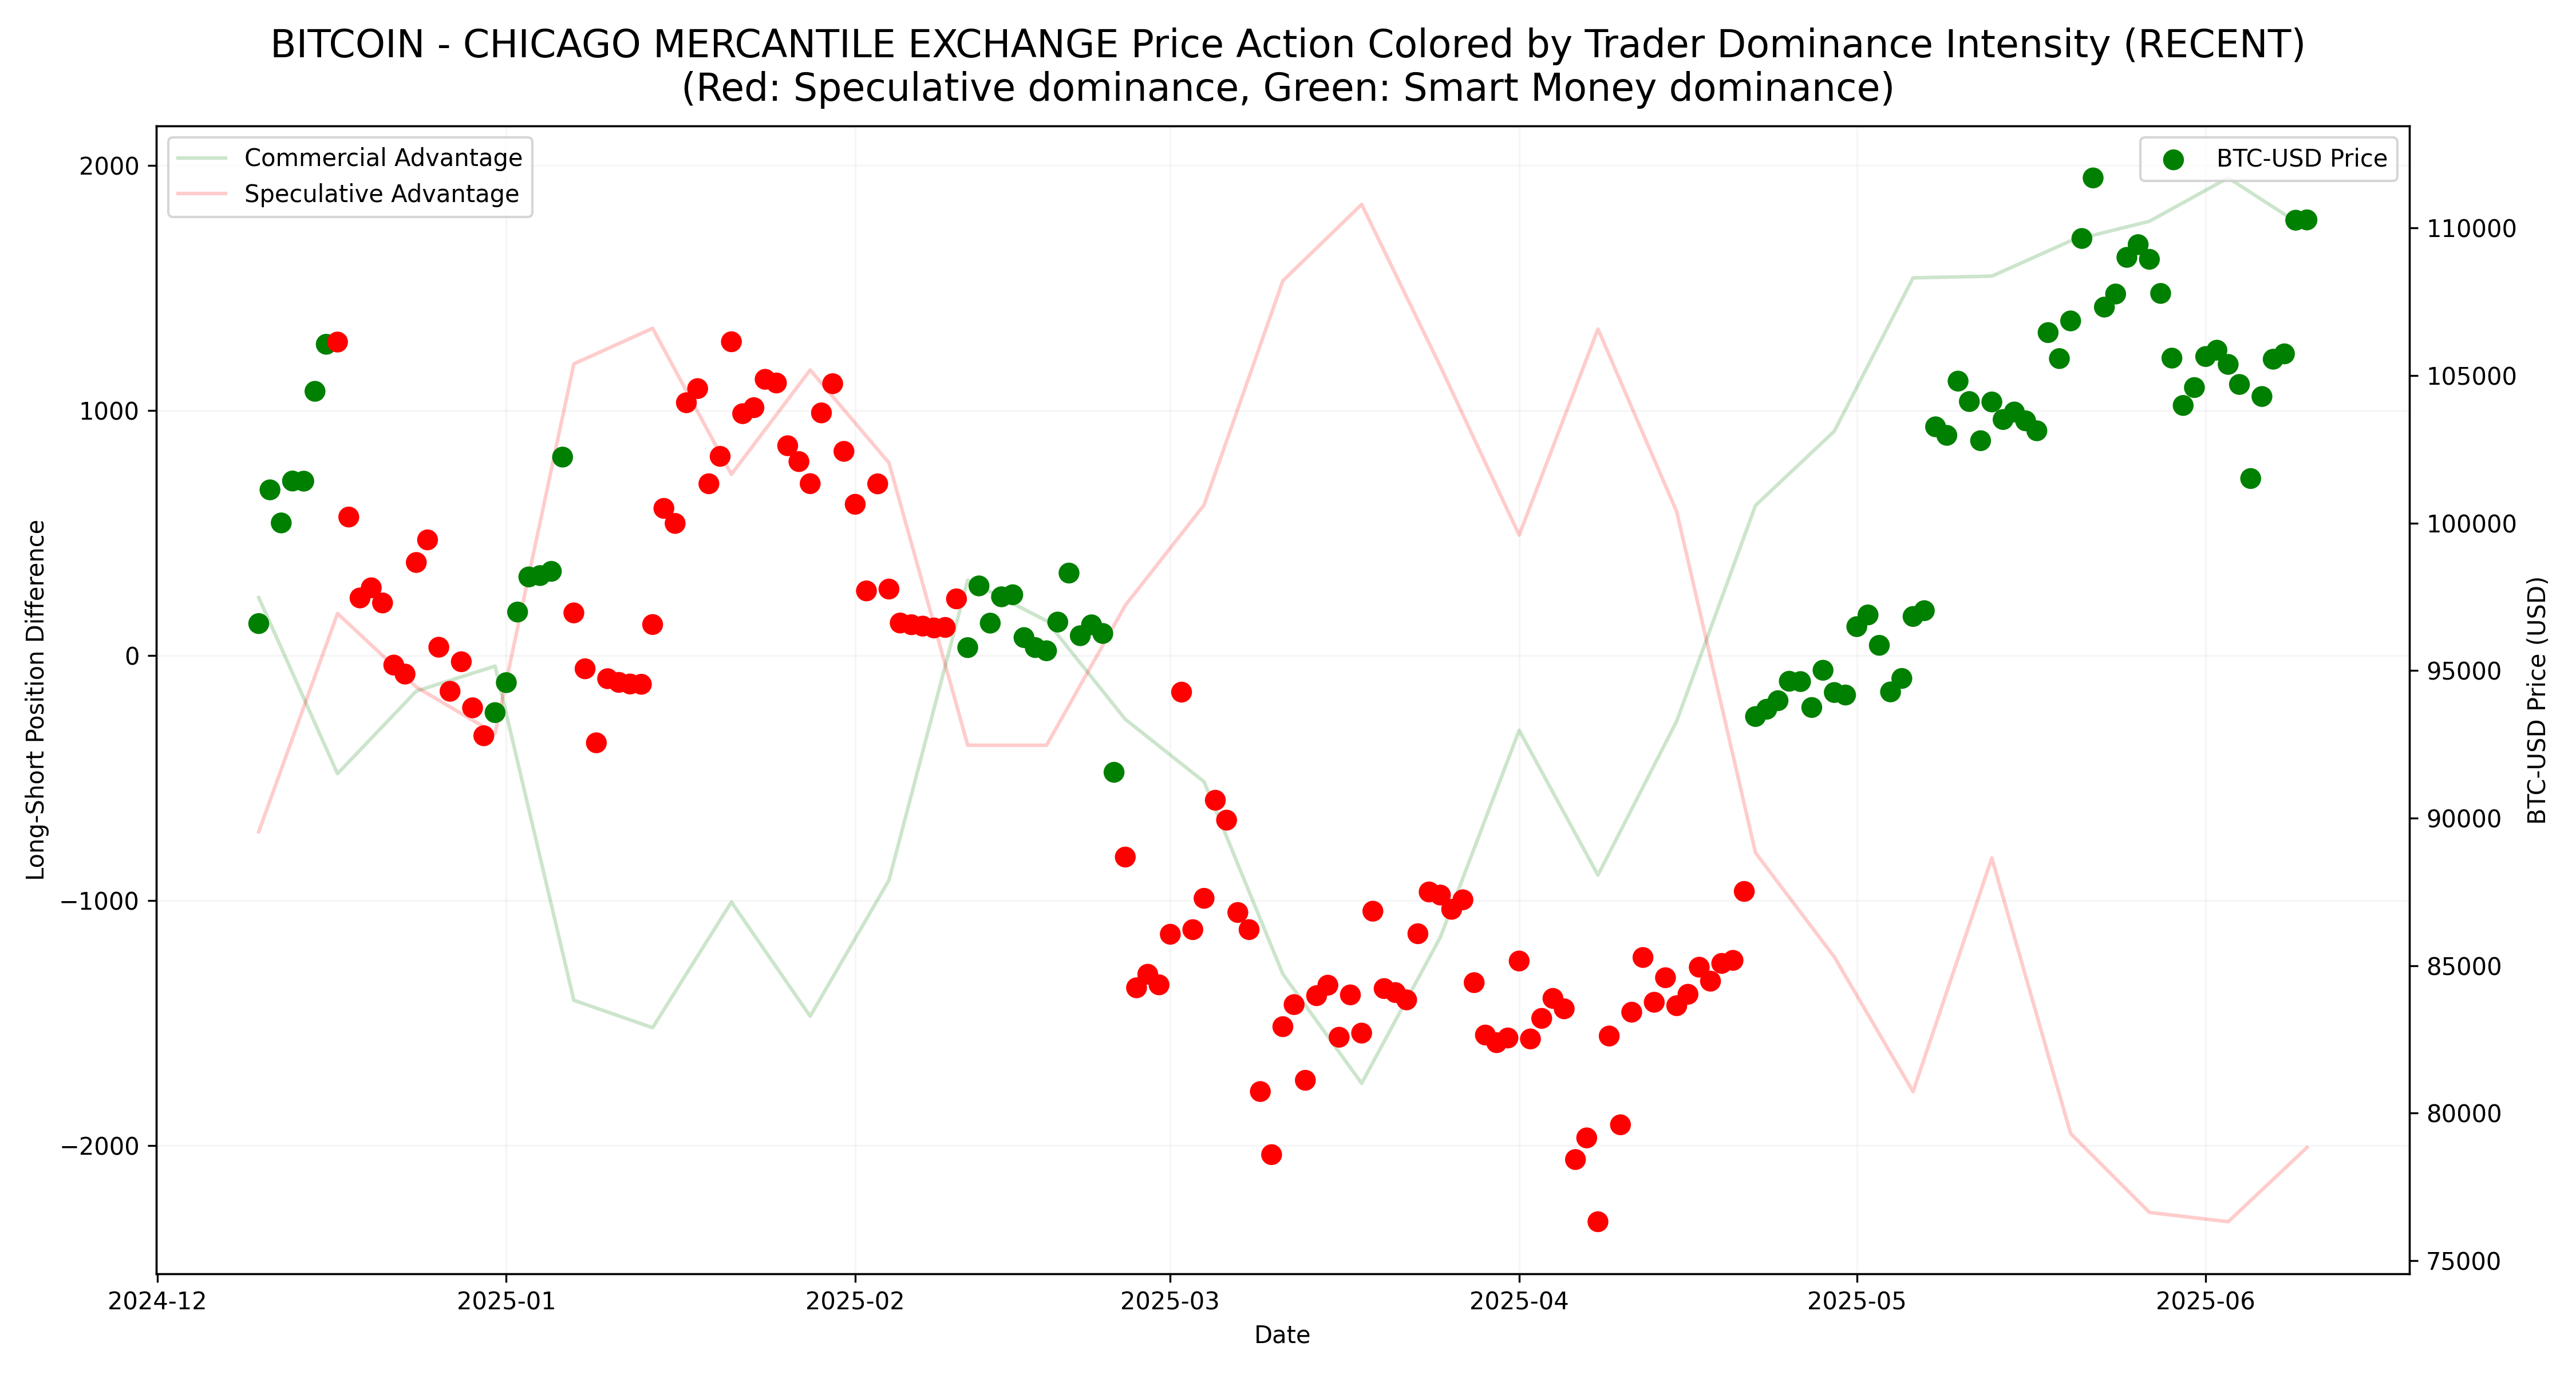 BITCOIN - CHICAGO MERCANTILE EXCHANGE Price Action Colored by Trader Dominance Intensity (RECENT)
(Red: Speculative dominance, Green: Smart Money dominance)
Commercial Advantage
Speculative Advantage
BTC-USD Price
Long-Short Position Difference
2000
1000
0
−1000
−2000
110000
105000
100000
95000
90000
85000
80000
75000
BTC-USD Price (USD)
2024-12
2025-01
2025-02
2025-03
2025-04
2025-05
2025-06
Date